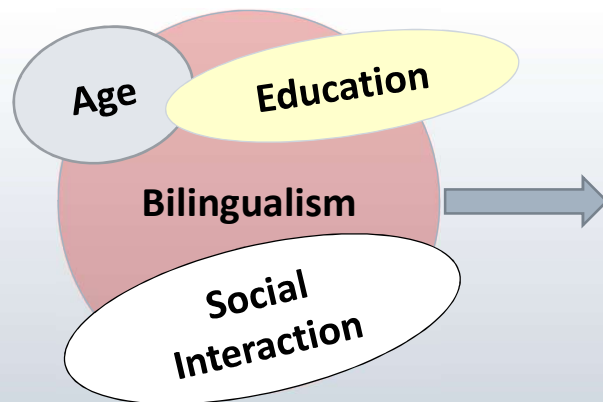 Age
Education
Bilingualism
Social
Interaction